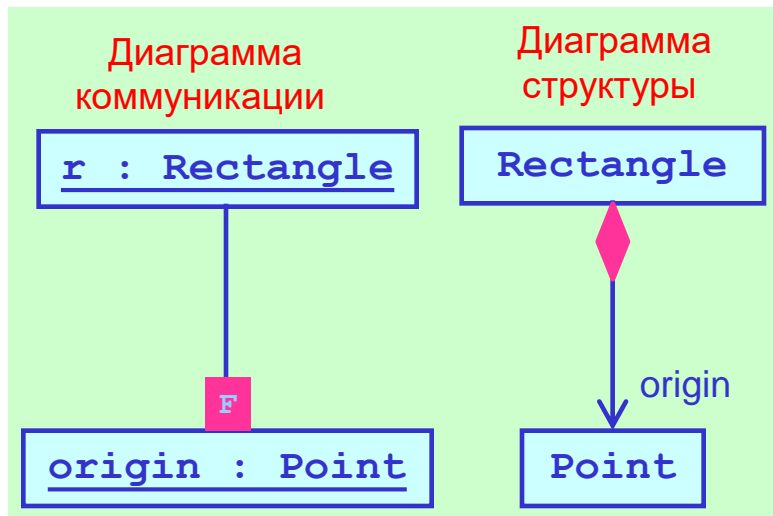 Диаграмма
коммуникации
r : Rectangle
F
origin : Point
Диаграмма
структуры
Rectangle
origin
Point